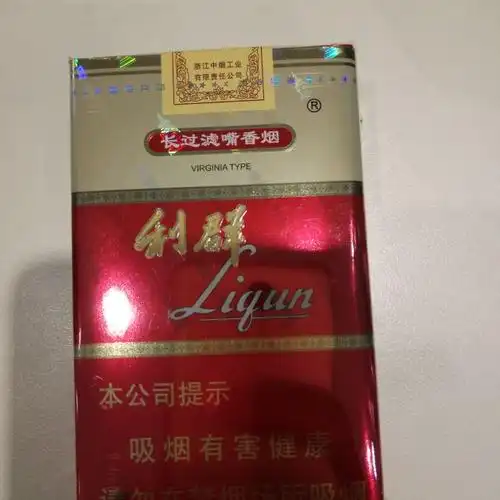 浙江中烟工业
有限责任公司
®
长过滤嘴香烟
VIRGINIA TYPE
利群
Liqun
本公司提示
吸烟有害健康